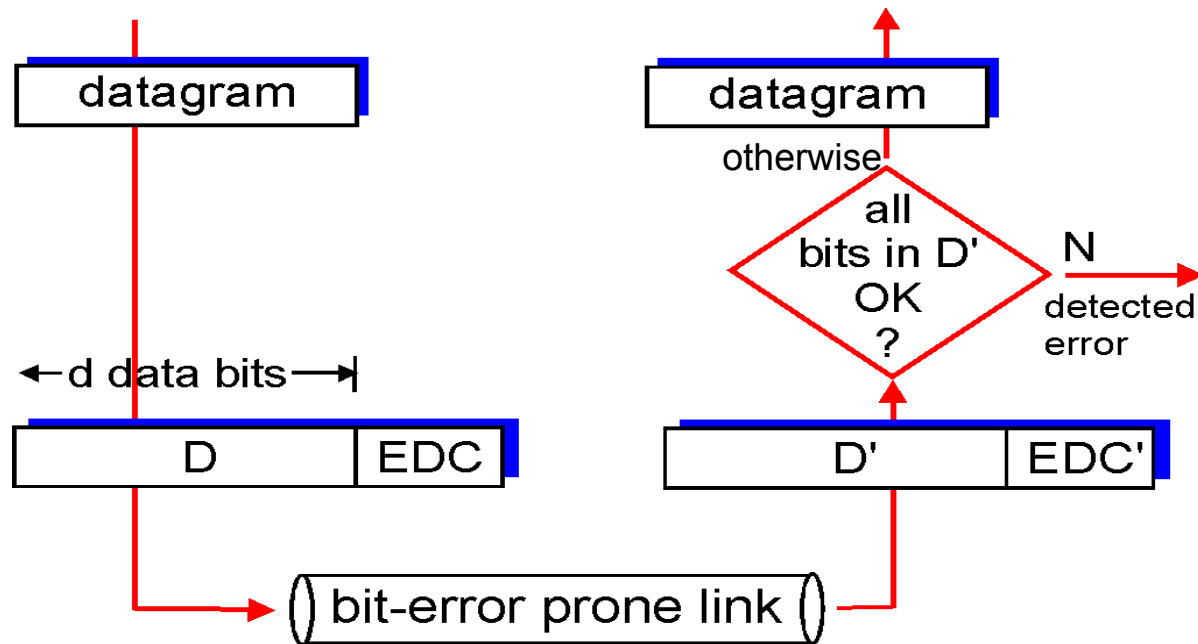 datagram
d data bits
D
EDC
bit-error prone link
datagram
otherwise
all
bits in D'
OK
?
N
detected
error
D'
EDC'